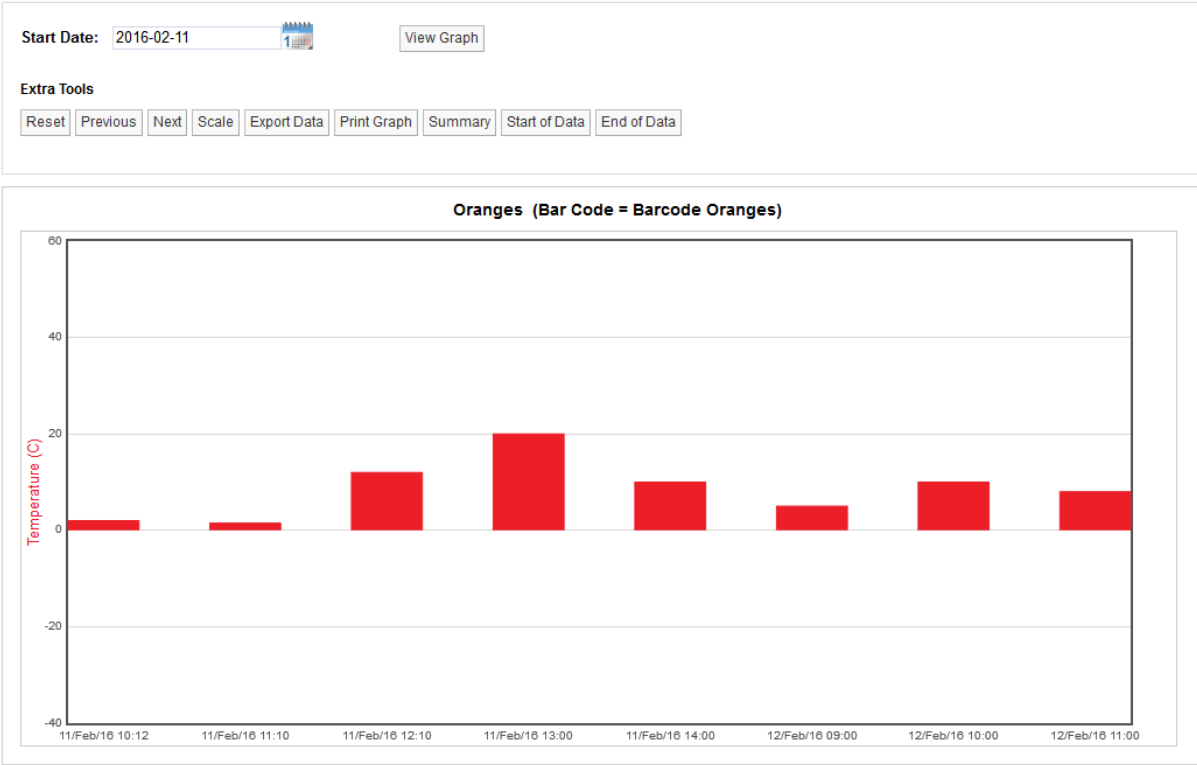 Start Date: 2016-02-11 1 View Graph
Extra Tools
Reset Previous Next Scale Export Data Print Graph Summary Start of Data End of Data
Oranges (Bar Code = Barcode Oranges)
60
40
20
0
-20
-40
Temperature (C)
11/Feb/16 10:12 11/Feb/16 11:10 11/Feb/16 12:10 11/Feb/16 13:00 11/Feb/16 14:00 12/Feb/16 09:00 12/Feb/16 10:00 12/Feb/16 11:00